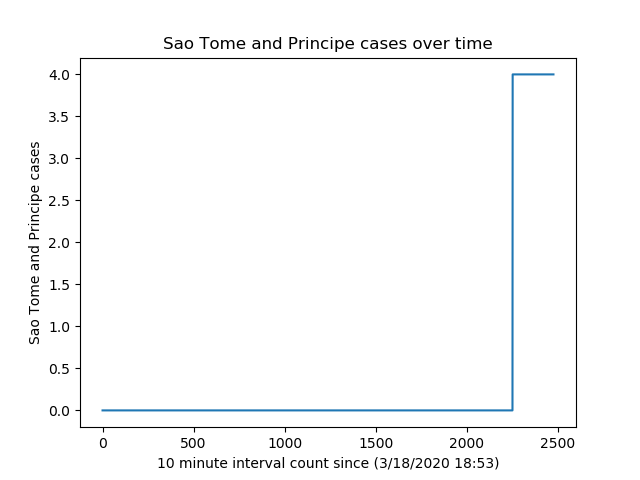 Sao Tome and Principe cases over time
Sao Tome and Principe cases
4.0
3.5
3.0
2.5
2.0
1.5
1.0
0.5
0.0
0 500 1000 1500 2000 2500
10 minute interval count since (3/18/2020 18:53)